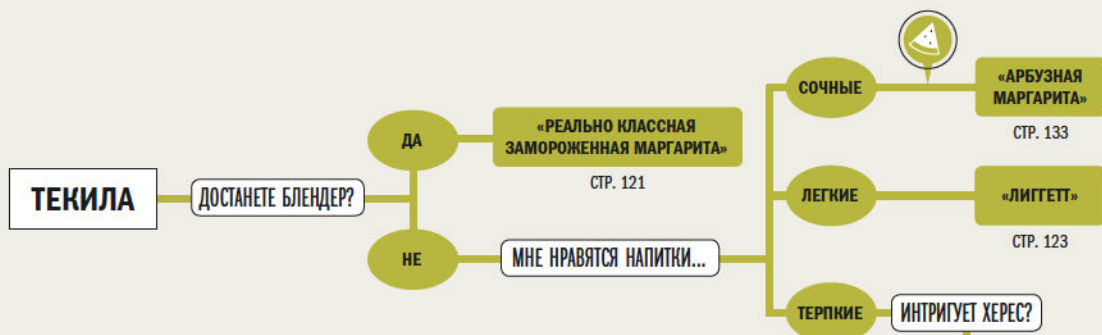 ТЕКИЛА
ДОСТАНЕТЕ БЛЕНДЕР?
ДА
«РЕАЛЬНО КЛАССНАЯ
ЗАМОРОЖЕННАЯ МАРГАРИТА»
СТР. 121
НЕ
МНЕ НРАВЯТСЯ НАПИТКИ...
СОЧНЫЕ
«АРБУЗНАЯ
МАРГАРИТА»
СТР. 133
ЛЕГКИЕ
«ЛИГГЕТТ»
СТР. 123
ТЕРПКИЕ
ИНТРИГУЕТ ХЕРЕС?